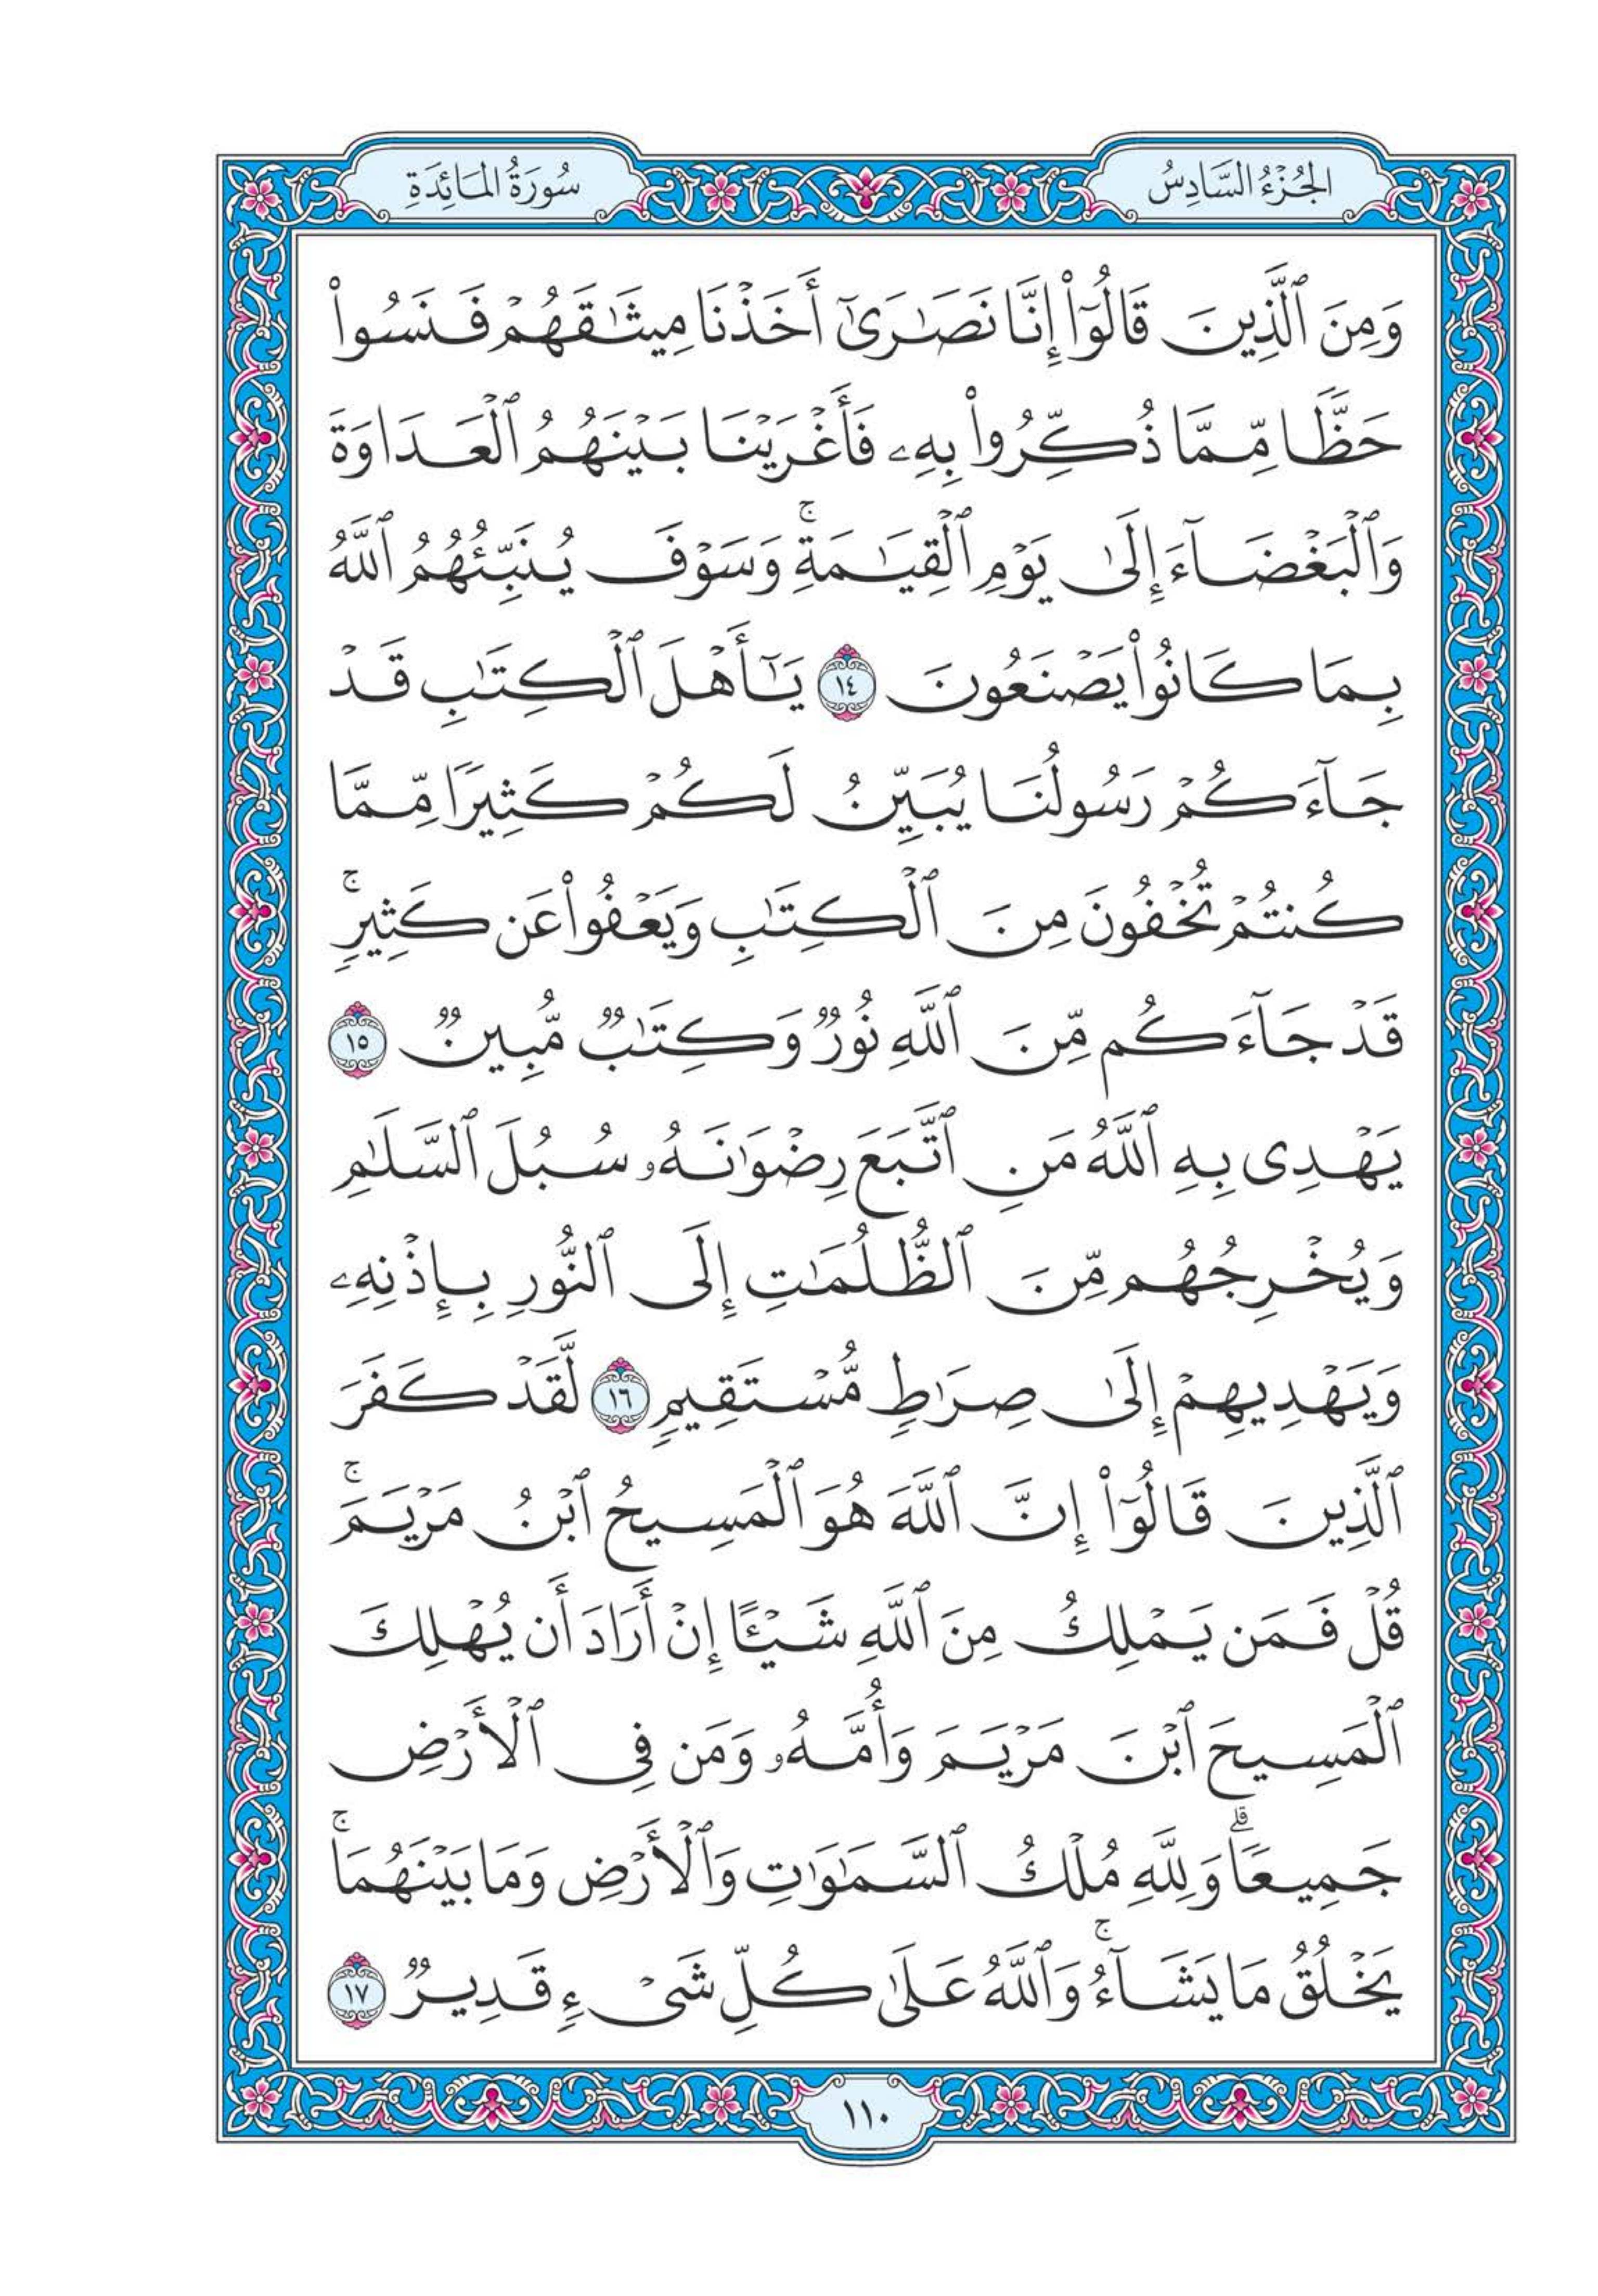 الجُزْءُ السَّادِسُ
سُورَةُ المَائِدَةِ
وَمِنَ ٱلَّذِينَ قَالُوٓا۟ إِنَّا نَصَـٰرَىٰٓ أَخَذْنَا مِيثَـٰقَهُمْ فَنَسُوا۟
حَظًّا مِّمَّا ذُكِّرُوا۟ بِهِۦ فَأَغْرَيْنَا بَيْنَهُمُ ٱلْعَدَاوَةَ
وَٱلْبَغْضَآءَ إِلَىٰ يَوْمِ ٱلْقِيَـٰمَةِۚ وَسَوْفَ يُنَبِّئُهُمُ ٱللَّهُ
بِمَا كَانُوا۟ يَصْنَعُونَ ١٤ يَـٰٓأَهْلَ ٱلْكِتَـٰبِ قَدْ
جَآءَكُمْ رَسُولُنَا يُبَيِّنُ لَكُمْ كَثِيرًا مِّمَّا
كُنتُمْ تُخْفُونَ مِنَ ٱلْكِتَـٰبِ وَيَعْفُوا۟ عَن كَثِيرٍۚ
قَدْ جَآءَكُم مِّنَ ٱللَّهِ نُورٌ وَكِتَـٰبٌ مُّبِينٌ ١٥
يَهْدِى بِهِ ٱللَّهُ مَنِ ٱتَّبَعَ رِضْوَٰنَهُۥ سُبُلَ ٱلسَّلَـٰمِ
وَيُخْرِجُهُم مِّنَ ٱلظُّلُمَـٰتِ إِلَى ٱلنُّورِ بِإِذْنِهِۦ
وَيَهْدِيهِمْ إِلَىٰ صِرَٰطٍ مُّسْتَقِيمٍ ١٦ لَّقَدْ كَفَرَ
ٱلَّذِينَ قَالُوٓا۟ إِنَّ ٱللَّهَ هُوَ ٱلْمَسِيحُ ٱبْنُ مَرْيَمَۚ
قُلْ فَمَن يَمْلِكُ مِنَ ٱللَّهِ شَيْـًٔا إِنْ أَرَادَ أَن يُهْلِكَ
ٱلْمَسِيحَ ٱبْنَ مَرْيَمَ وَأُمَّهُۥ وَمَن فِى ٱلْأَرْضِ
جَمِيعًاۗ وَلِلَّهِ مُلْكُ ٱلسَّمَـٰوَٰتِ وَٱلْأَرْضِ وَمَا بَيْنَهُمَاۚ
يَخْلُقُ مَا يَشَآءُۚ وَٱللَّهُ عَلَىٰ كُلِّ شَىْءٍ قَدِيرٌ ١٧
١١٠